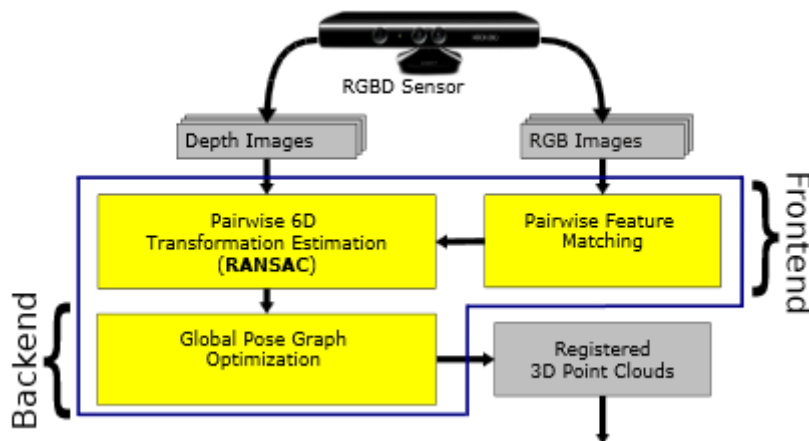 RGBD Sensor
Depth Images
RGB Images
Pairwise 6D
Transformation Estimation
(RANSAC)
Pairwise Feature
Matching
Frontend
Backend
Global Pose Graph
Optimization
Registered
3D Point Clouds